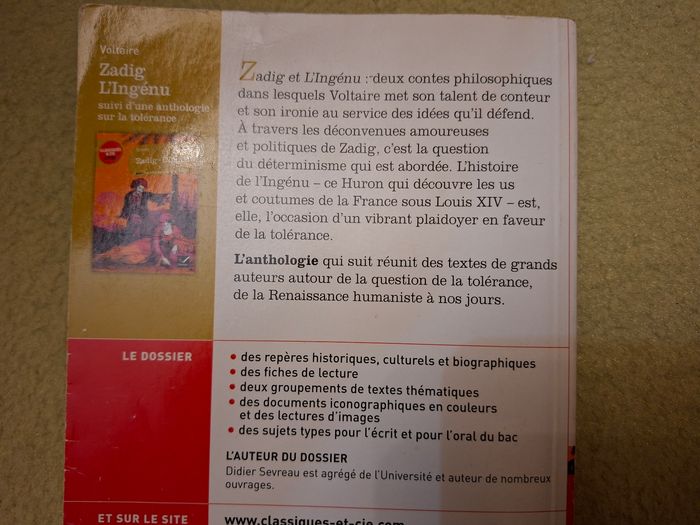 Voltaire
Zadig
L'Ingénu
suivi d'une anthologie
sur la tolérance
Zadig et L'Ingénu : deux contes philosophiques
dans lesquels Voltaire met son talent de conteur
et son ironie au service des idées qu'il défend.
À travers les déconvenues amoureuses
et politiques de Zadig, c'est la question
du déterminisme qui est abordée. L'histoire
de l'Ingénu – ce Huron qui découvre les us
et coutumes de la France sous Louis XIV – est,
elle, l'occasion d'un vibrant plaidoyer en faveur
de la tolérance.
L'anthologie qui suit réunit des textes de grands
auteurs autour de la question de la tolérance,
de la Renaissance humaniste à nos jours.
LE DOSSIER
• des repères historiques, culturels et biographiques
• des fiches de lecture
• deux groupements de textes thématiques
• des documents iconographiques en couleurs
et des lectures d'images
• des sujets types pour l'écrit et pour l'oral du bac
L'AUTEUR DU DOSSIER
Didier Sevreau est agrégé de l'Université et auteur de nombreux
ouvrages.
ET SUR LE SITE
www.classiques-et-cie.com